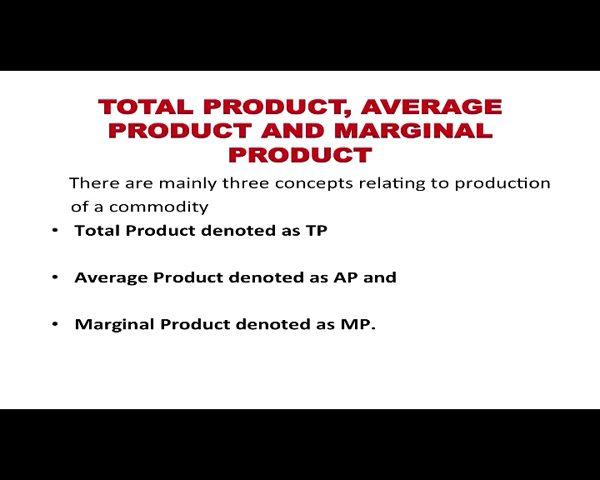 TOTAL PRODUCT, AVERAGE
PRODUCT AND MARGINAL
PRODUCT
There are mainly three concepts relating to production
of a commodity
• Total Product denoted as TP
• Average Product denoted as AP and
• Marginal Product denoted as MP.